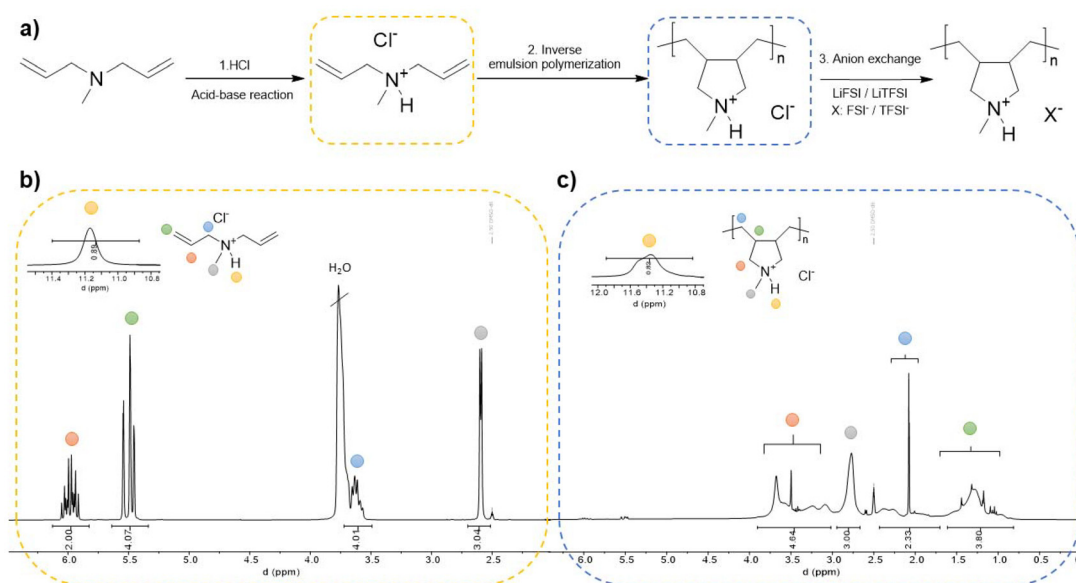 a)
Cl⁻
N
1.HCl
Acid-base reaction
N⁺
H
2. Inverse
emulsion polymerization
n
N⁺
H
Cl⁻
3. Anion exchange
LiFSI / LiTFSI
X: FSI⁻ / TFSI⁻
n
N⁺
H
X⁻
b)
Cl⁻
N⁺
H
0.89
11.4 11.2 11.0 10.8
d (ppm)
H₂O
2.00
4.07
4.01
3.04
6.0 5.5 5.0 4.5 4.0 3.5 3.0 2.5
d (ppm)
c)
n
N⁺
H
Cl⁻
12.0 11.6 11.2 10.8
d (ppm)
4.64
3.00
2.33
3.80
6.0 5.5 5.0 4.5 4.0 3.5 3.0 2.5 2.0 1.5 1.0
d (ppm)